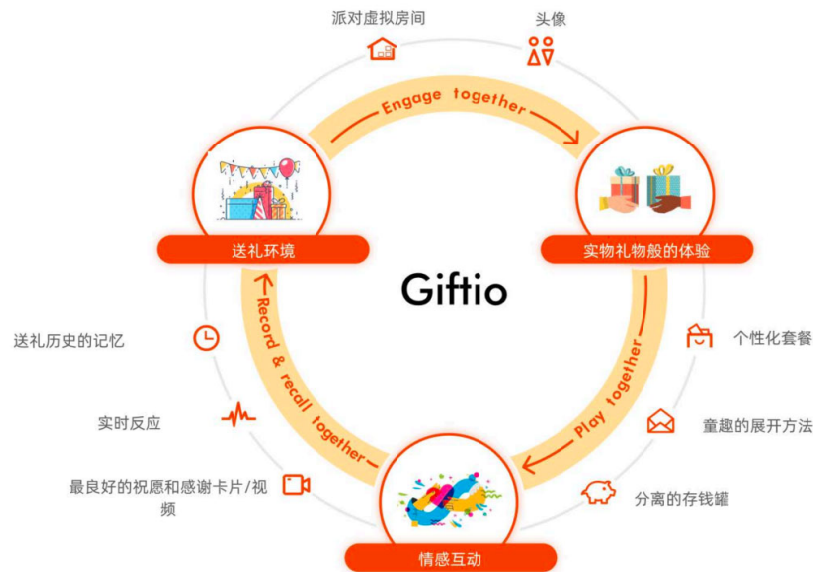 派对虚拟房间
头像
Engage together
送礼环境
实物礼物般的体验
Giftio
送礼历史的记忆
Record & recall together
Play together
个性化套餐
实时反应
童趣的展开方法
最良好的祝愿和感谢卡片/视
频
分离的存钱罐
情感互动